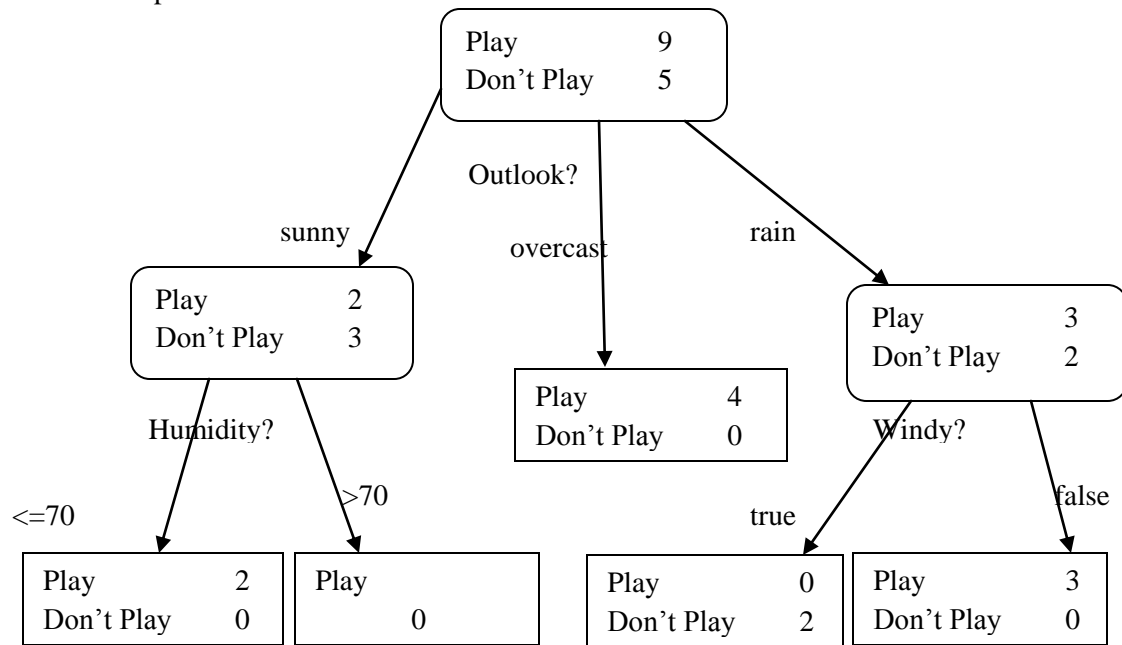 Play 9
Don't Play 5
Outlook?
sunny
overcast
rain
Play 2
Don't Play 3
Play 4
Don't Play 0
Play 3
Don't Play 2
Humidity?
Windy?
<=70
>70
true
false
Play 2
Don't Play 0
Play
0
Play 0
Don't Play 2
Play 3
Don't Play 0